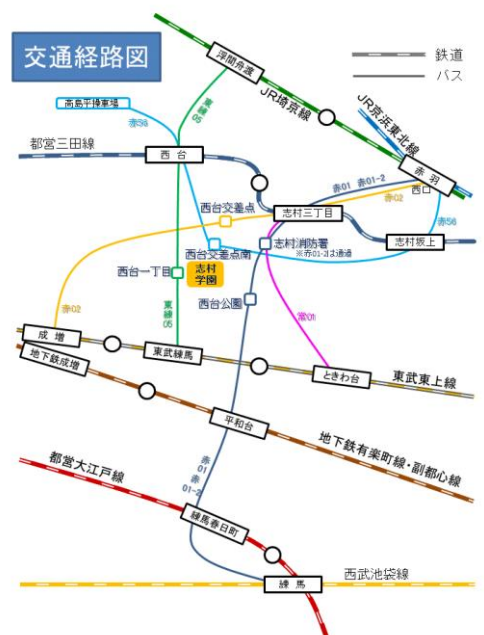 交通経路図
鉄道
バス
浮間舟渡
JR埼京線
JR京浜東北線
高島平操車場
赤56
東練
05
都営三田線
西台
赤羽
西口
赤01 赤01-2
赤02
志村三丁目
西台交差点
志村消防署
※赤01-2は通過
赤56
志村坂上
西台交差点南
西台一丁目
志村
学園
西台公園
常01
赤02
東練
05
成増
地下鉄成増
東武練馬
ときわ台
東武東上線
平和台
地下鉄有楽町線・副都心線
赤
01
赤
01-2
都営大江戸線
練馬春日町
西武池袋線
練馬